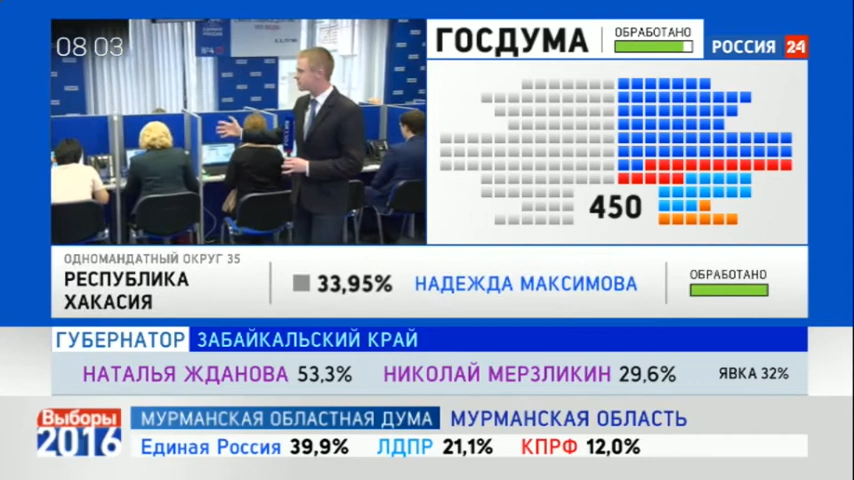 08 03
ГОСДУМА
ОБРАБОТАНО
РОССИЯ 24
450
ОДНОМАНДАТНЫЙ ОКРУГ 35
РЕСПУБЛИКА
ХАКАСИЯ
33,95% НАДЕЖДА МАКСИМОВА
ОБРАБОТАНО
ГУБЕРНАТОР ЗАБАЙКАЛЬСКИЙ КРАЙ
НАТАЛЬЯ ЖДАНОВА 53,3% НИКОЛАЙ МЕРЗЛИКИН 29,6% ЯВКА 32%
Выборы
2016
МУРМАНСКАЯ ОБЛАСТНАЯ ДУМА МУРМАНСКАЯ ОБЛАСТЬ
Единая Россия 39,9% ЛДПР 21,1% КПРФ 12,0%